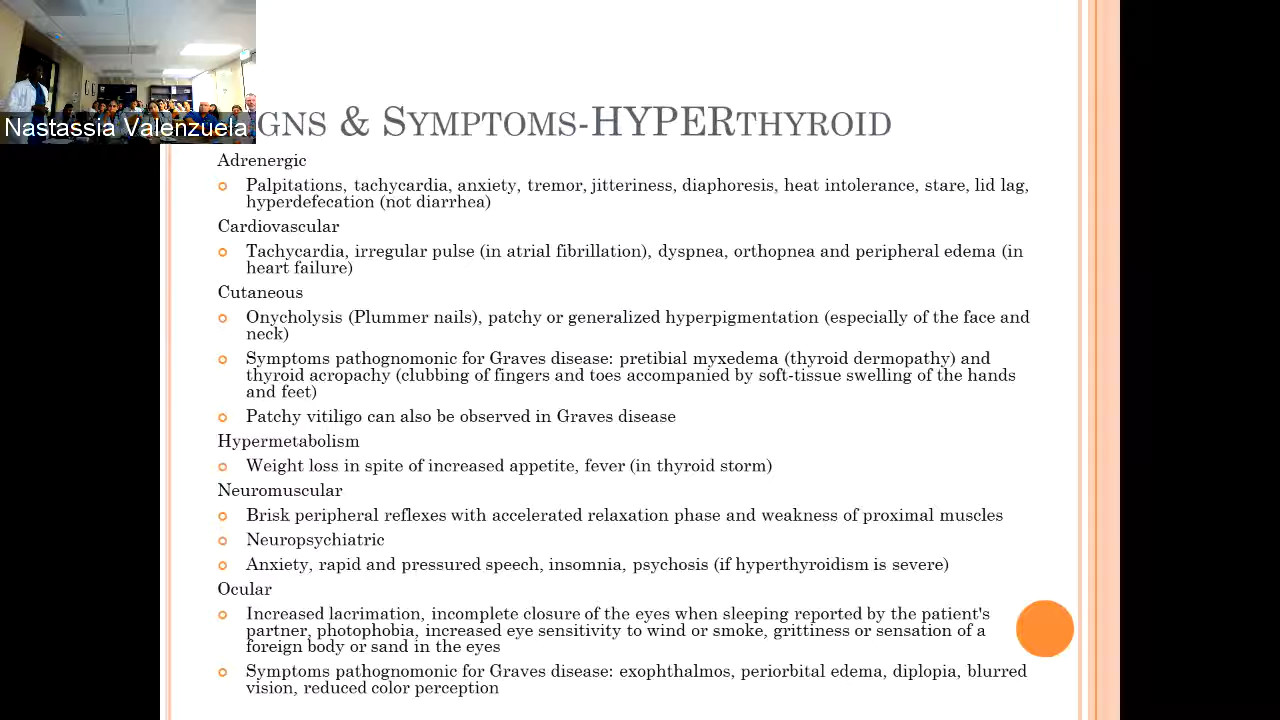 Nastassia Valenzuela
GNS & SYMPTOMS-HYPERTHYROID
Adrenergic
Palpitations, tachycardia, anxiety, tremor, jitteriness, diaphoresis, heat intolerance, stare, lid lag,
hyperdefecation (not diarrhea)
Cardiovascular
Tachycardia, irregular pulse (in atrial fibrillation), dyspnea, orthopnea and peripheral edema (in
heart failure)
Cutaneous
Onycholysis (Plummer nails), patchy or generalized hyperpigmentation (especially of the face and
neck)
Symptoms pathognomonic for Graves disease: pretibial myxedema (thyroid dermopathy) and
thyroid acropachy (clubbing of fingers and toes accompanied by soft-tissue swelling of the hands
and feet)
Patchy vitiligo can also be observed in Graves disease
Hypermetabolism
Weight loss in spite of increased appetite, fever (in thyroid storm)
Neuromuscular
Brisk peripheral reflexes with accelerated relaxation phase and weakness of proximal muscles
Neuropsychiatric
Anxiety, rapid and pressured speech, insomnia, psychosis (if hyperthyroidism is severe)
Ocular
Increased lacrimation, incomplete closure of the eyes when sleeping reported by the patient's
partner, photophobia, increased eye sensitivity to wind or smoke, grittiness or sensation of a
foreign body or sand in the eyes
Symptoms pathognomonic for Graves disease: exophthalmos, periorbital edema, diplopia, blurred
vision, reduced color perception